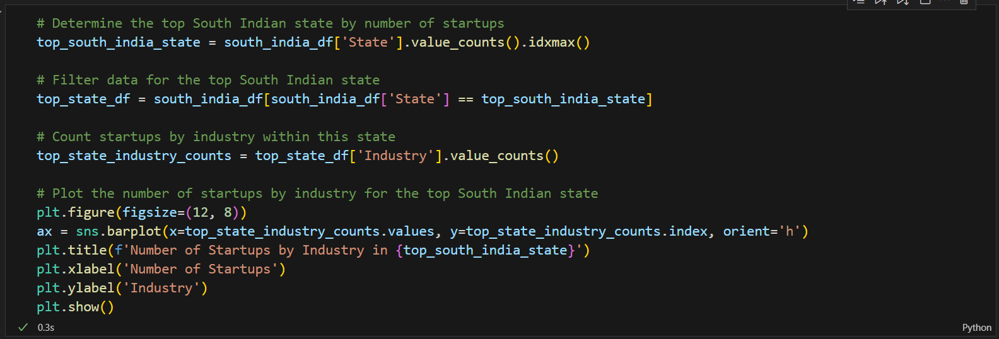 # Determine the top South Indian state by number of startups
top_south_india_state = south_india_df['State'].value_counts().idxmax()
# Filter data for the top South Indian state
top_state_df = south_india_df[south_india_df['State'] == top_south_india_state]
# Count startups by industry within this state
top_state_industry_counts = top_state_df['Industry'].value_counts()
# Plot the number of startups by industry for the top South Indian state
plt.figure(figsize=(12, 8))
ax = sns.barplot(x=top_state_industry_counts.values, y=top_state_industry_counts.index, orient='h')
plt.title(f'Number of Startups by Industry in {top_south_india_state}')
plt.xlabel('Number of Startups')
plt.ylabel('Industry')
plt.show()
0.3s
Python